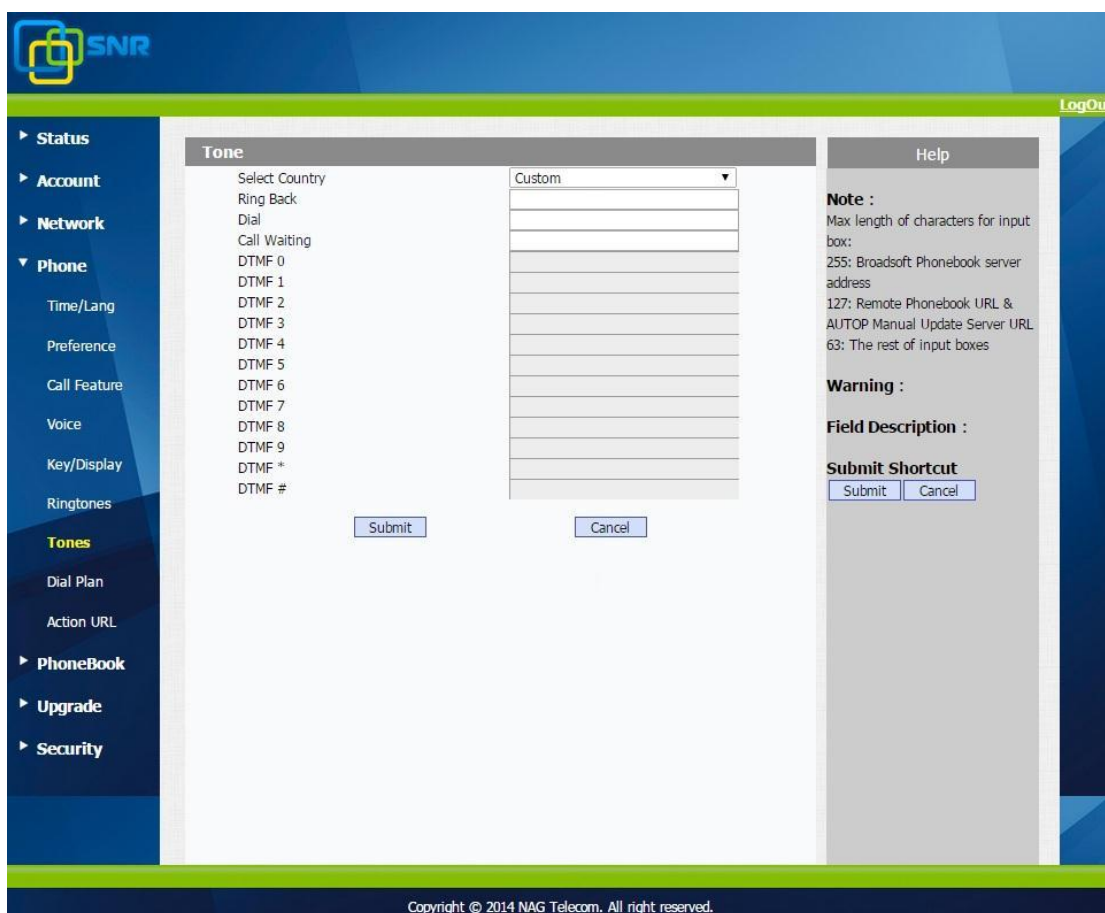 SNR
LogOu
Status
Account
Network
Phone
Time/Lang
Preference
Call Feature
Voice
Key/Display
Ringtones
Tones
Dial Plan
Action URL
PhoneBook
Upgrade
Security
Tone
Select Country Custom
Ring Back
Dial
Call Waiting
DTMF 0
DTMF 1
DTMF 2
DTMF 3
DTMF 4
DTMF 5
DTMF 6
DTMF 7
DTMF 8
DTMF 9
DTMF *
DTMF #
Submit Cancel
Help
Note :
Max length of characters for input
box:
255: Broadsoft Phonebook server
address
127: Remote Phonebook URL &
AUTOP Manual Update Server URL
63: The rest of input boxes
Warning :
Field Description :
Submit Shortcut
Submit Cancel
Copyright © 2014 NAG Telecom. All right reserved.